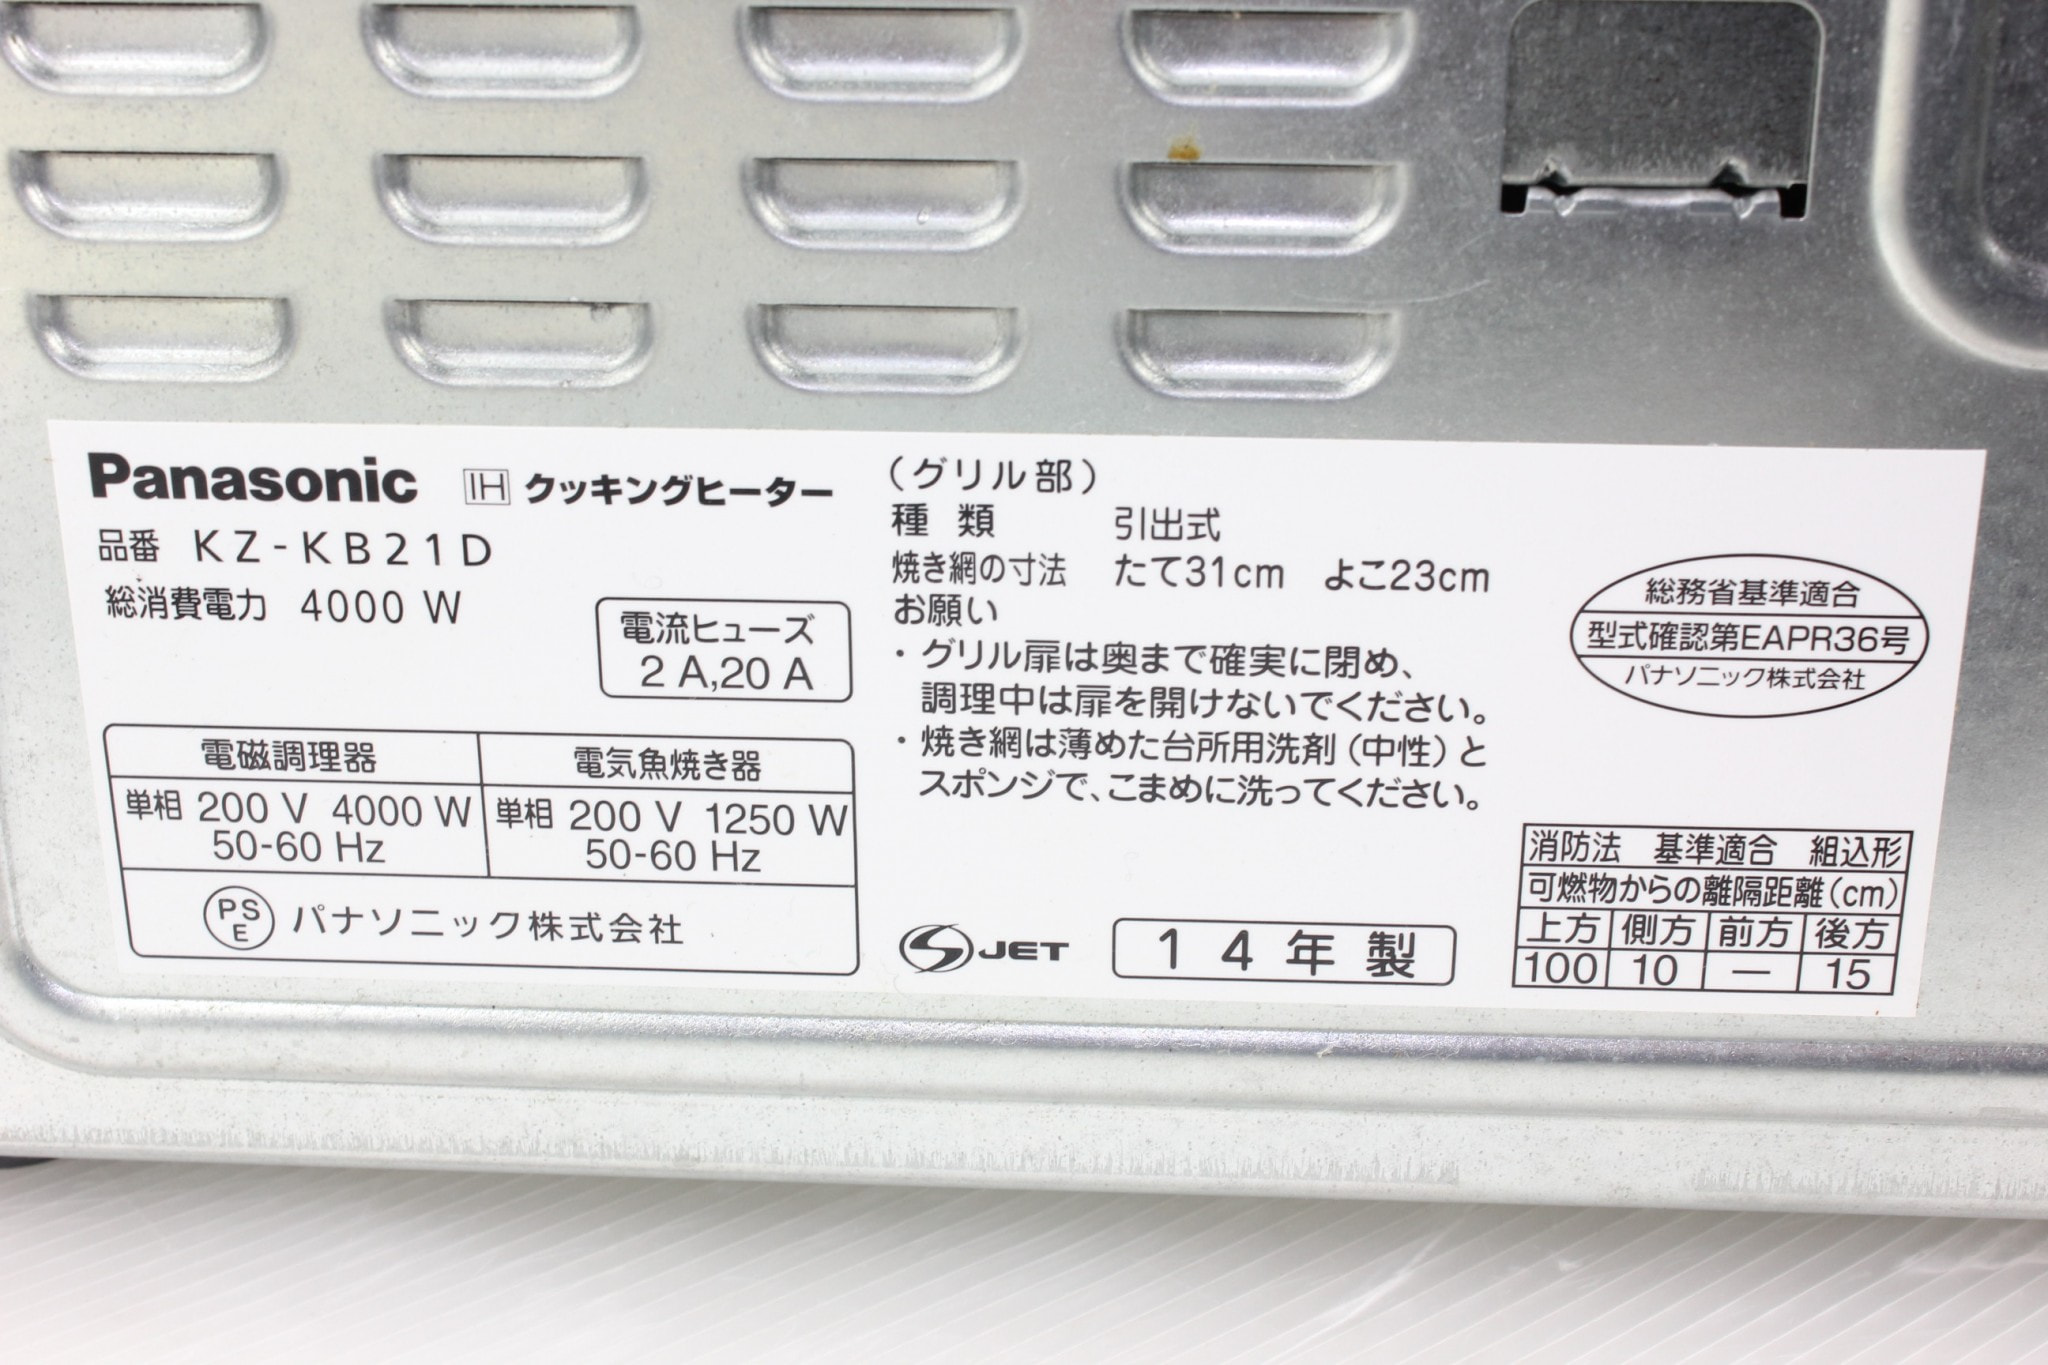 Panasonic IH クッキングヒーター
品番 KZ-KB21D
総消費電力 4000 W
電流ヒューズ
2 A,20 A
電磁調理器
単相 200 V 4000 W
50-60 Hz
電気魚焼き器
単相 200 V 1250 W
50-60 Hz
PSE パナソニック株式会社
(グリル部)
種 類 引出式
焼き網の寸法 たて31cm よこ23cm
お願い
・グリル扉は奥まで確実に閉め、
調理中は扉を開けないでください。
・焼き網は薄めた台所用洗剤(中性)と
スポンジで、こまめに洗ってください。
S JET
14年製
総務省基準適合
型式確認第EAPR36号
パナソニック株式会社
消防法 基準適合 組込形
可燃物からの離隔距離(cm)
上方 側方 前方 後方
100 10 — 15